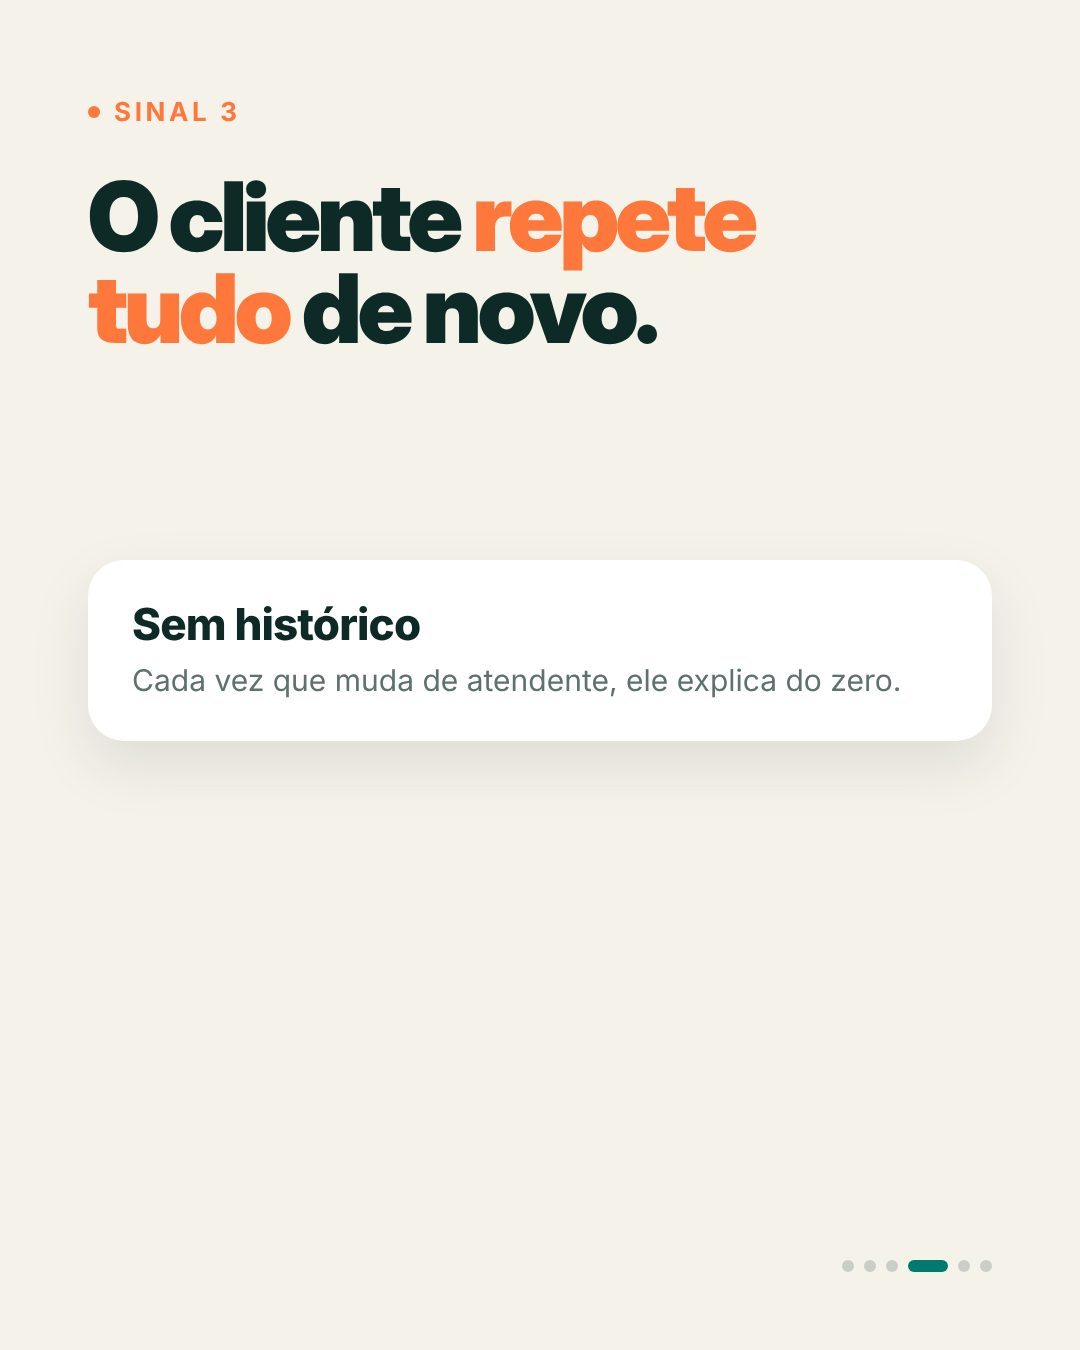 SINAL 3
O cliente repete
tudo de novo.
Sem histórico
Cada vez que muda de atendente, ele explica do zero.